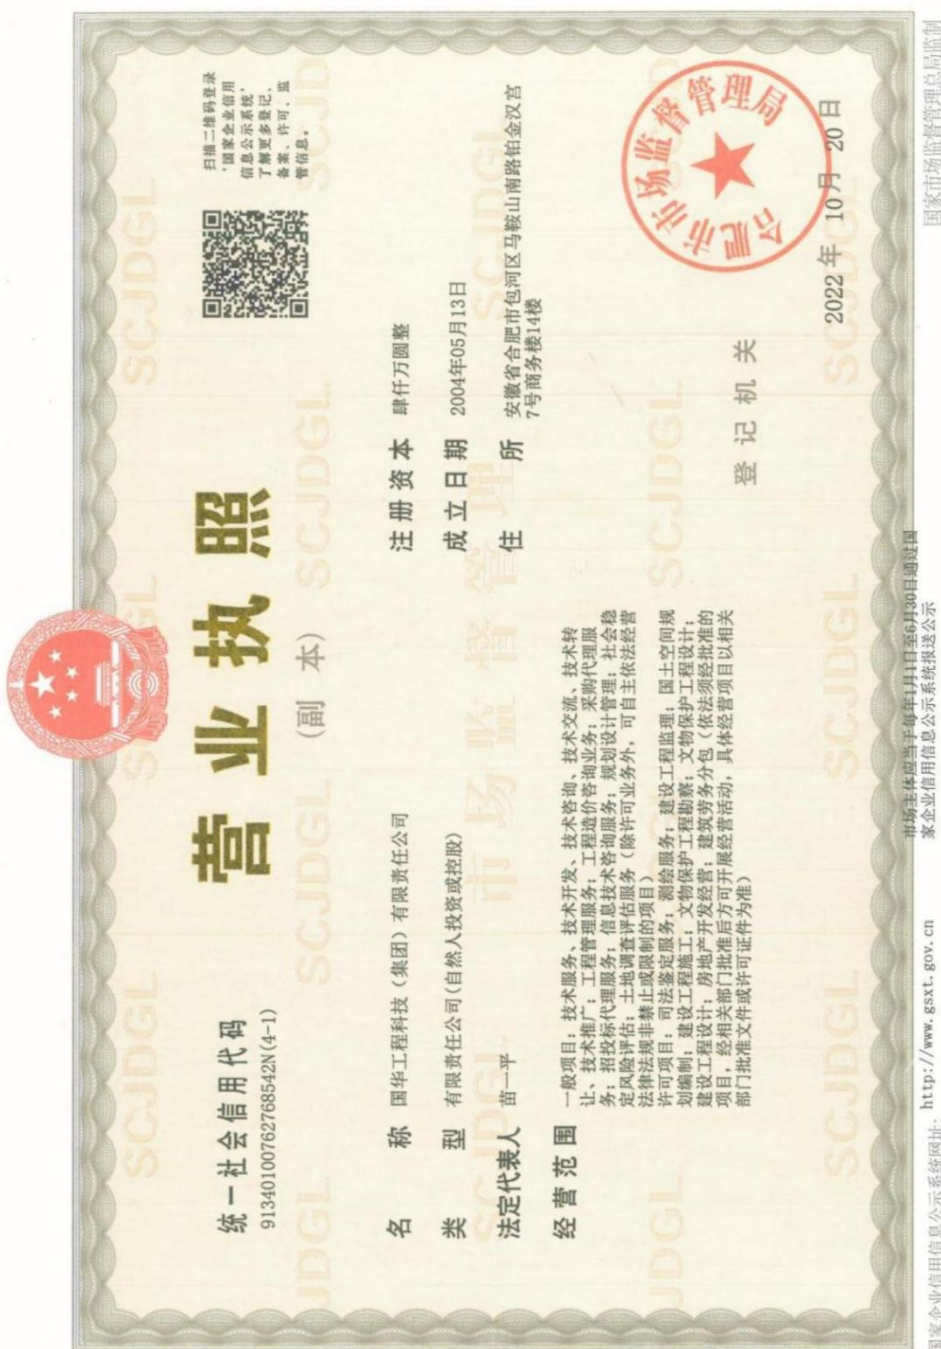 营业执照
(副 本)
扫描二维码登录
‘国家企业信用
信息公示系统’
了解更多登记、
备案、许可、监
管信息。
统一社会信用代码
91340100762768542N(4-1)
名 称 国华工程科技(集团)有限责任公司
类 型 有限责任公司(自然人投资或控股)
法定代表人 苗一平
经营范围 一般项目:技术服务、技术开发、技术咨询、技术交流、技术转
让、技术推广;工程管理服务;工程造价咨询业务;采购代理服
务;招投标代理服务;信息技术咨询服务;规划设计管理;社会稳
定风险评估;土地调查评估服务(除许可业务外,可自主依法经营
法律法规非禁止或限制的项目)
许可项目:司法鉴定服务;测绘服务;建设工程监理;国土空间规
划编制;建设工程施工;文物保护工程勘察;文物保护工程设计;
建设工程设计;房地产开发经营;建筑劳务分包(依法须经批准的
项目,经相关部门批准后方可开展经营活动,具体经营项目以相关
部门批准文件或许可证件为准)
注册资本 肆仟万圆整
成立日期 2004年05月13日
住 所 安徽省合肥市包河区马鞍山南路铂金汉宫
7号商务楼14楼
登记机关
合肥市市场监督管理局
2022年 10月 20日
SCJDGL
市场监督管理
国家企业信用信息公示系统网址: http://www.gsxt.gov.cn
市场主体应当于每年1月1日至6月30日通过国
家企业信用信息公示系统报送公示
国家市场监督管理总局监制